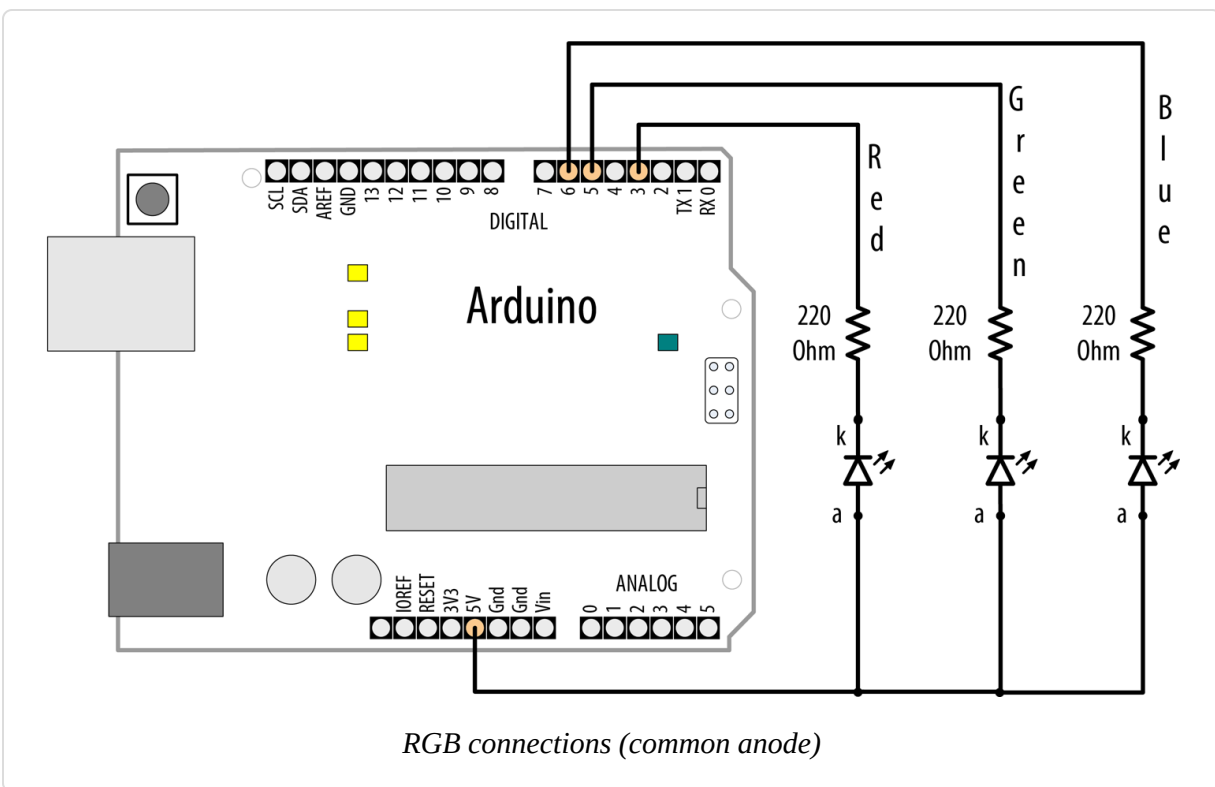 SCL
SDA
AREF
GND
13
12
11
10
9
8
7
6
5
4
3
2
TX 1
RX 0
DIGITAL
Arduino
Red
Green
Blue
220
Ohm
220
Ohm
220
Ohm
k
k
k
a
a
a
IOREF
RESET
3V3
5V
Gnd
Gnd
Vin
ANALOG
0
1
2
3
4
5
RGB connections (common anode)